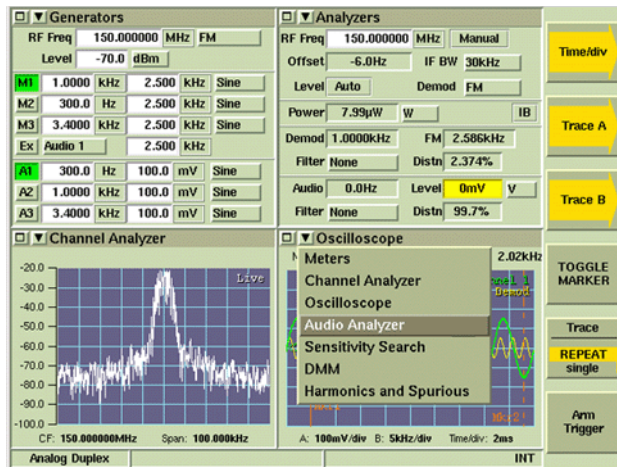 Generators
RF Freq 150.000000 MHz FM
Level -70.0 dBm
M1 1.0000 kHz 2.500 kHz Sine
M2 300.0 Hz 2.500 kHz Sine
M3 3.4000 kHz 2.500 kHz Sine
Ex Audio 1 2.500 kHz
A1 300.0 Hz 100.0 mV Sine
A2 1.0000 kHz 100.0 mV Sine
A3 3.4000 kHz 100.0 mV Sine
Analyzers
RF Freq 150.000000 MHz Manual
Offset -6.0Hz IF BW 30kHz
Level Auto Demod FM
Power 7.99µW W IB
Demod 1.0000kHz FM 2.586kHz
Filter None Distn 2.374%
Audio 0.0Hz Level 0mV V
Filter None Distn 99.7%
Channel Analyzer
Live
-20.0
-30.0
-40.0
-50.0
-60.0
-70.0
-80.0
-90.0
-100.0
CF: 150.000000MHz Span: 100.000kHz
Oscilloscope
2.02kHz
Demod
Meters
Channel Analyzer
Oscilloscope
Audio Analyzer
Sensitivity Search
DMM
Harmonics and Spurious
Mkr2
A: 100mV/div B: 5kHz/div Time/div: 2ms
Analog Duplex INT
Time/div
Trace A
Trace B
TOGGLE
MARKER
Trace
REPEAT
single
Arm
Trigger